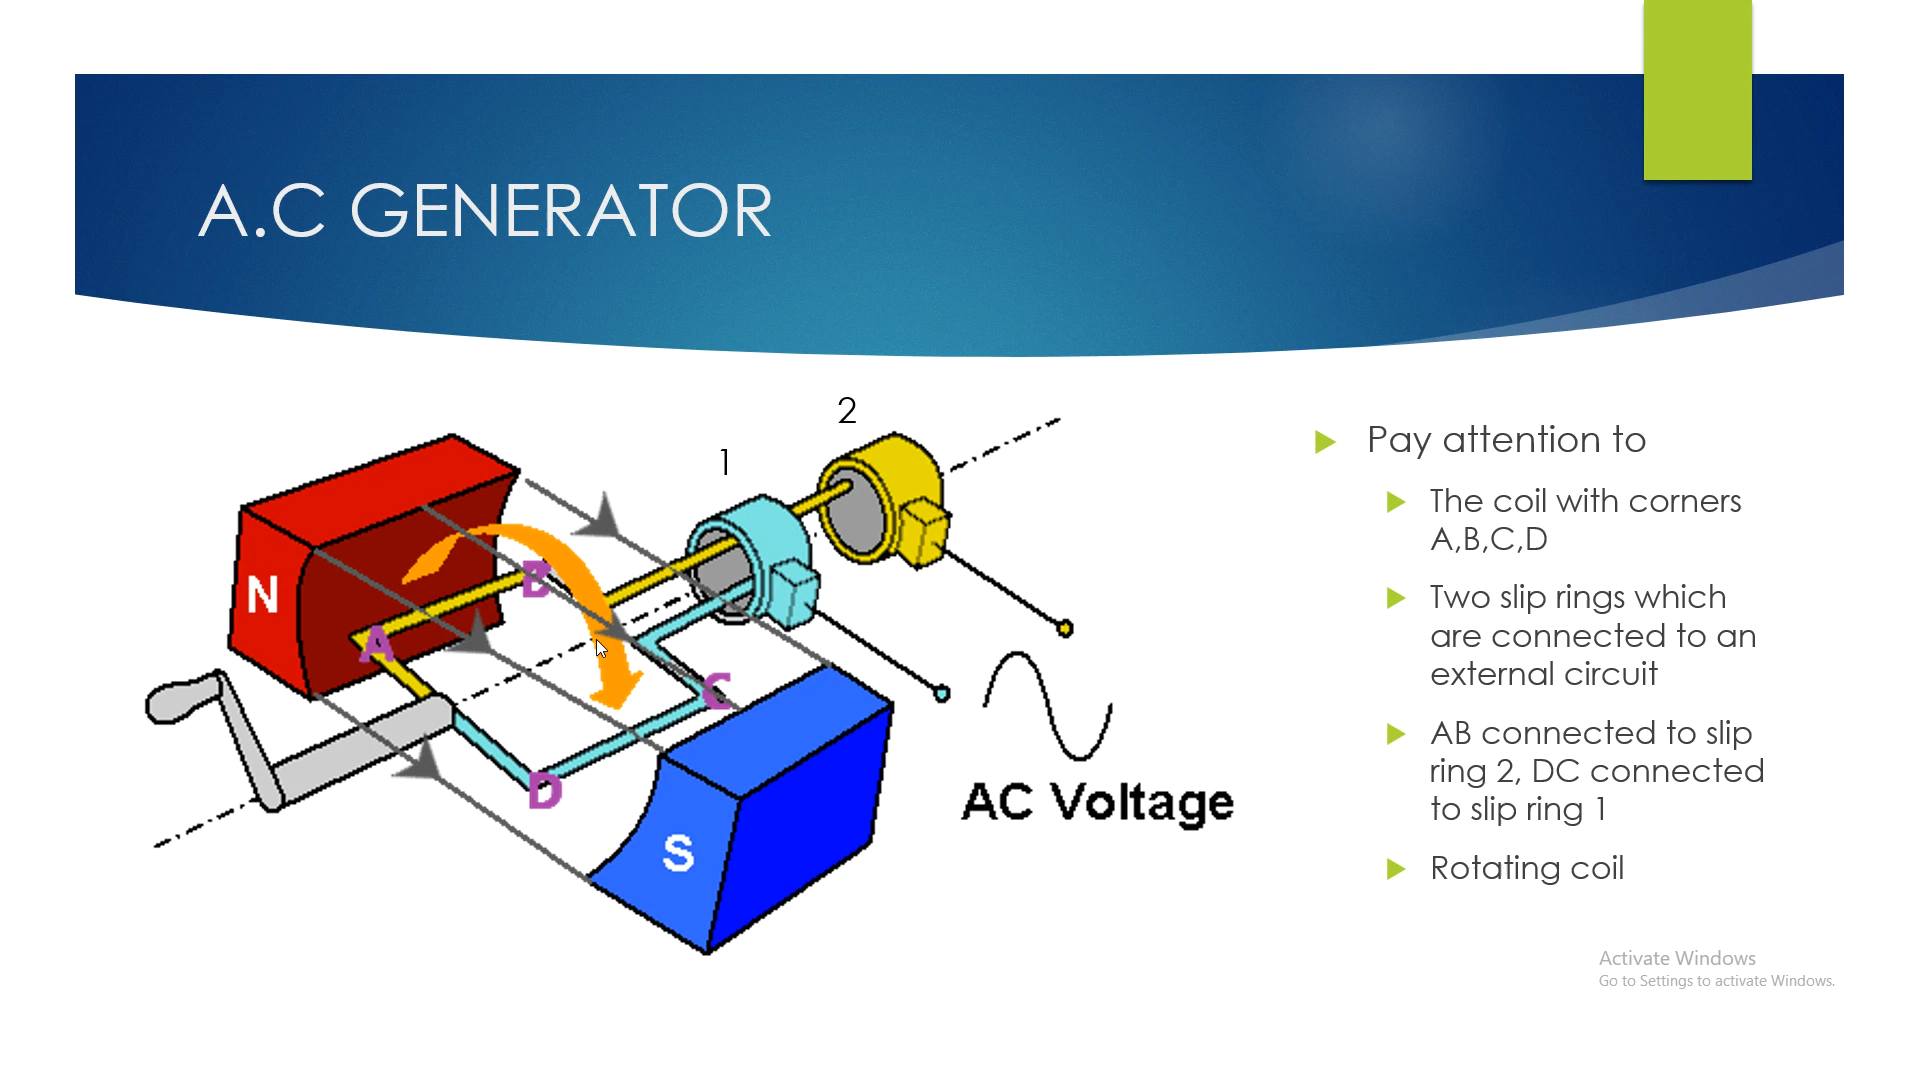 A.C GENERATOR
2
1
N
B
A
C
D
S
AC Voltage
Pay attention to
The coil with corners
A,B,C,D
Two slip rings which
are connected to an
external circuit
AB connected to slip
ring 2, DC connected
to slip ring 1
Rotating coil
Activate Windows
Go to Settings to activate Windows.